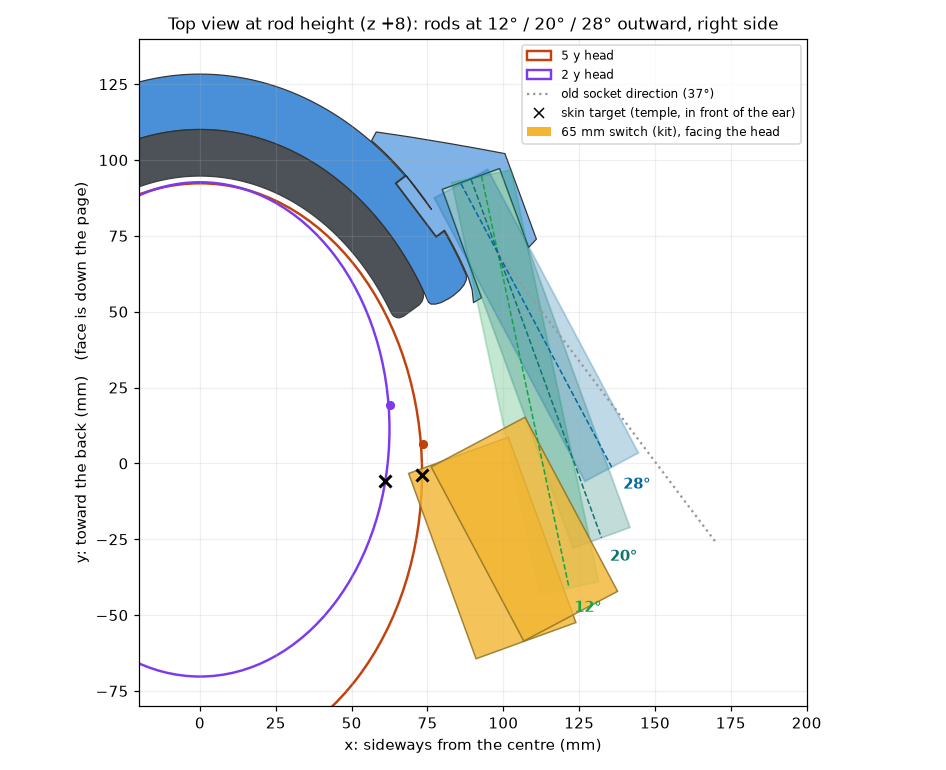 Top view at rod height (z +8): rods at 12° / 20° / 28° outward, right side
5 y head
2 y head
old socket direction (37°)
skin target (temple, in front of the ear)
65 mm switch (kit), facing the head
y: toward the back (mm)   (face is down the page)
125
100
75
50
25
0
−25
−50
−75
28°
20°
12°
0
25
50
75
100
125
150
175
200
x: sideways from the centre (mm)